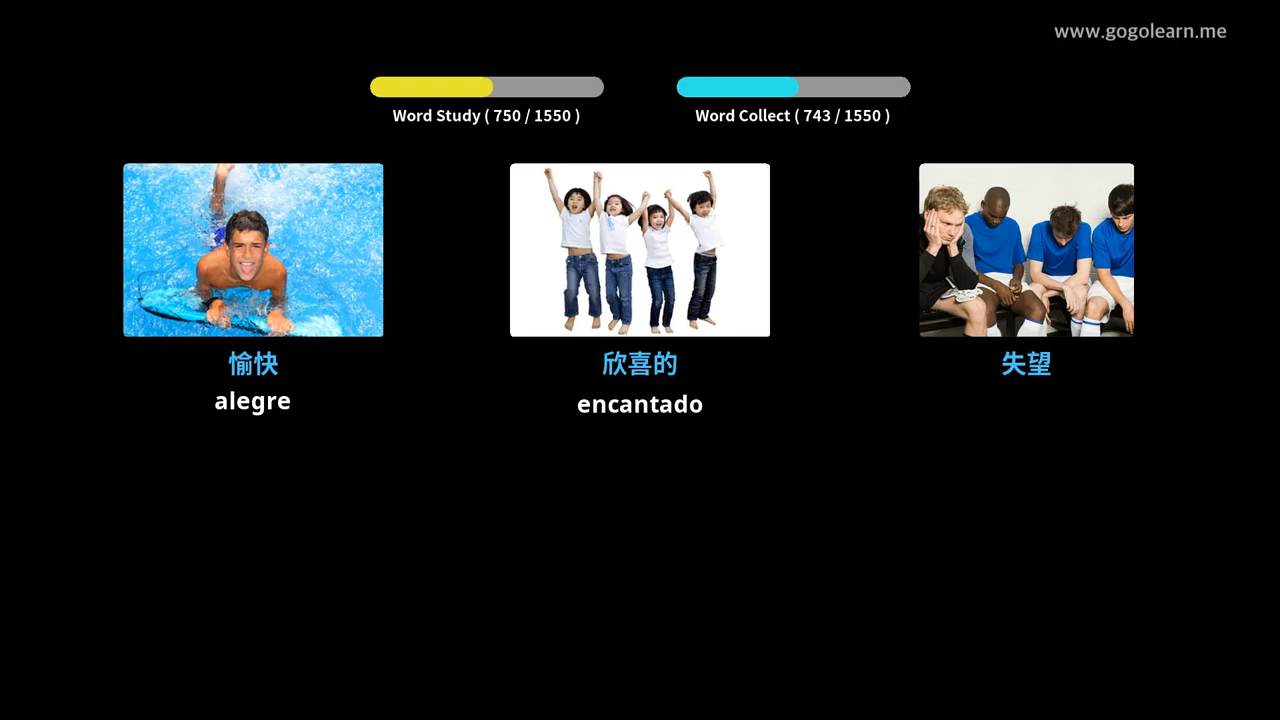 www.gogolearn.me
Word Study ( 750 / 1550 )
Word Collect ( 743 / 1550 )
愉快
alegre
欣喜的
encantado
失望